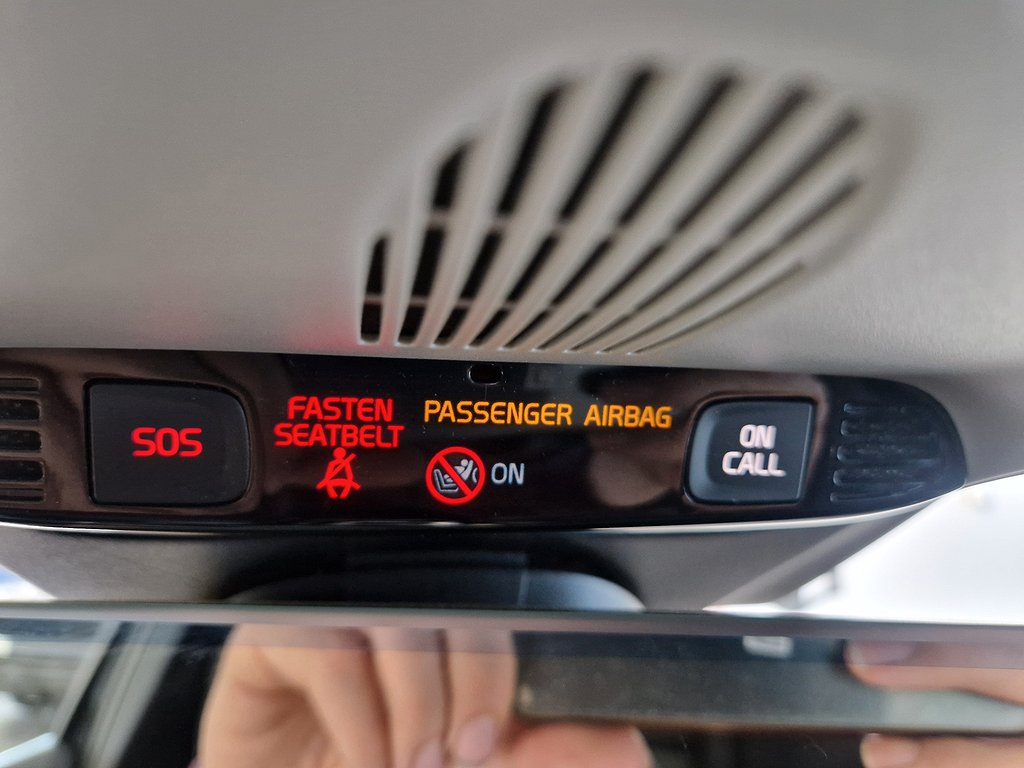 SOS
FASTEN
SEATBELT
PASSENGER AIRBAG
ON
ON
CALL